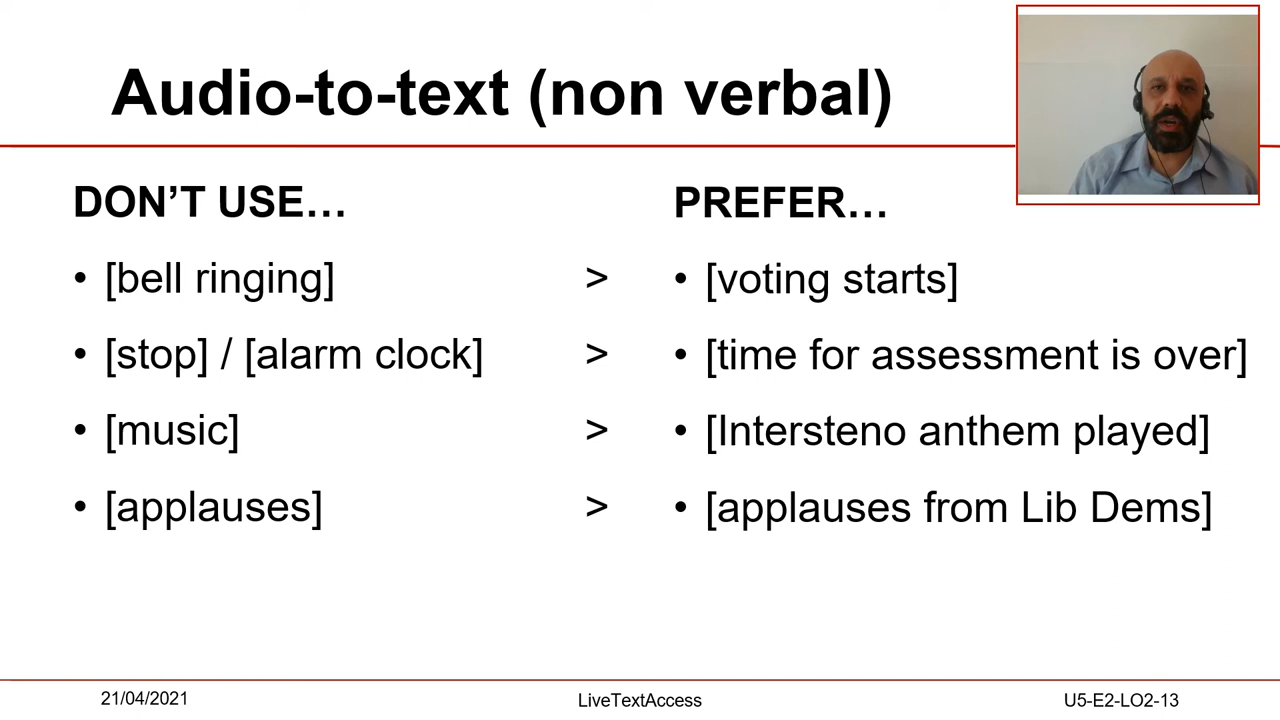 Audio-to-text (non verbal)
DON’T USE…
PREFER…
• [bell ringing] > • [voting starts]
• [stop] / [alarm clock] > • [time for assessment is over]
• [music] > • [Intersteno anthem played]
• [applauses] > • [applauses from Lib Dems]
21/04/2021
LiveTextAccess
U5-E2-LO2-13